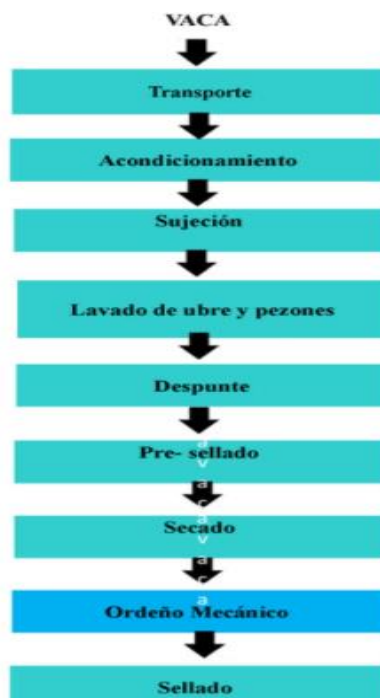 VACA
Transporte
Acondicionamiento
Sujeción
Lavado de ubre y pezones
Despunte
Pre- sellado
Secado
Ordeño Mecánico
Sellado